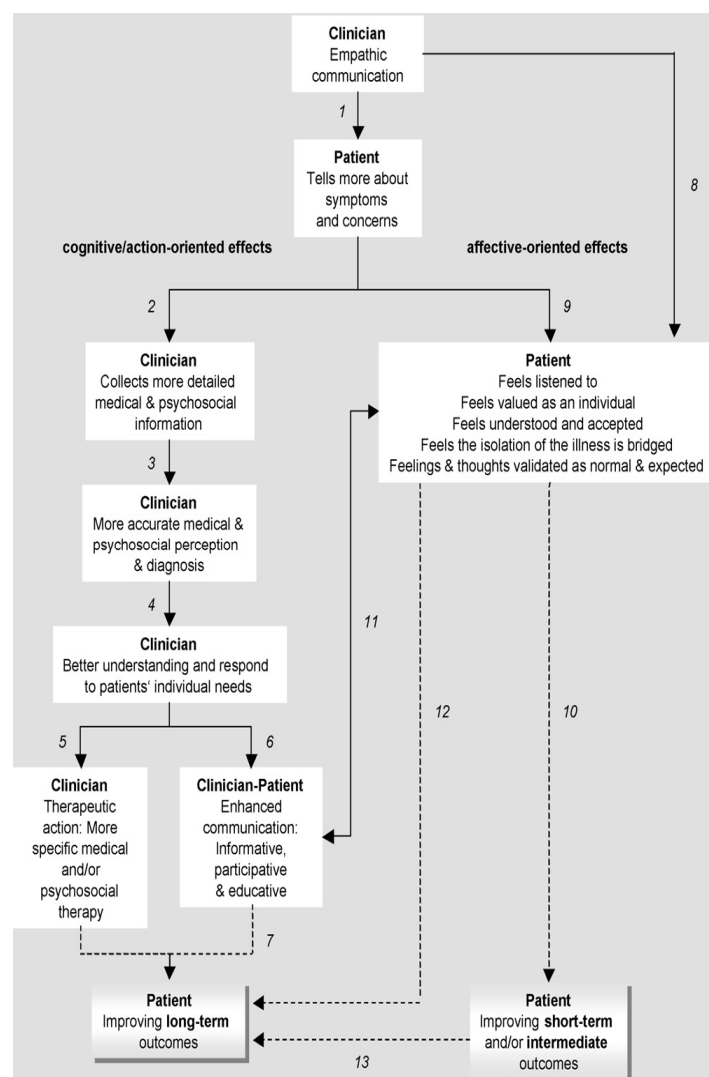 Clinician
Empathic
communication
1
8
Patient
Tells more about
symptoms
and concerns
cognitive/action-oriented effects
affective-oriented effects
2
9
Clinician
Collects more detailed
medical & psychosocial
information
Patient
Feels listened to
Feels valued as an individual
Feels understood and accepted
Feels the isolation of the illness is bridged
Feelings & thoughts validated as normal & expected
3
Clinician
More accurate medical &
psychosocial perception
& diagnosis
4
11
Clinician
Better understanding and respond
to patients‘ individual needs
12
10
5
6
Clinician
Therapeutic
action: More
specific medical
and/or
psychosocial
therapy
Clinician-Patient
Enhanced
communication:
Informative,
participative
& educative
7
Patient
Improving long-term
outcomes
Patient
Improving short-term
and/or intermediate
outcomes
13